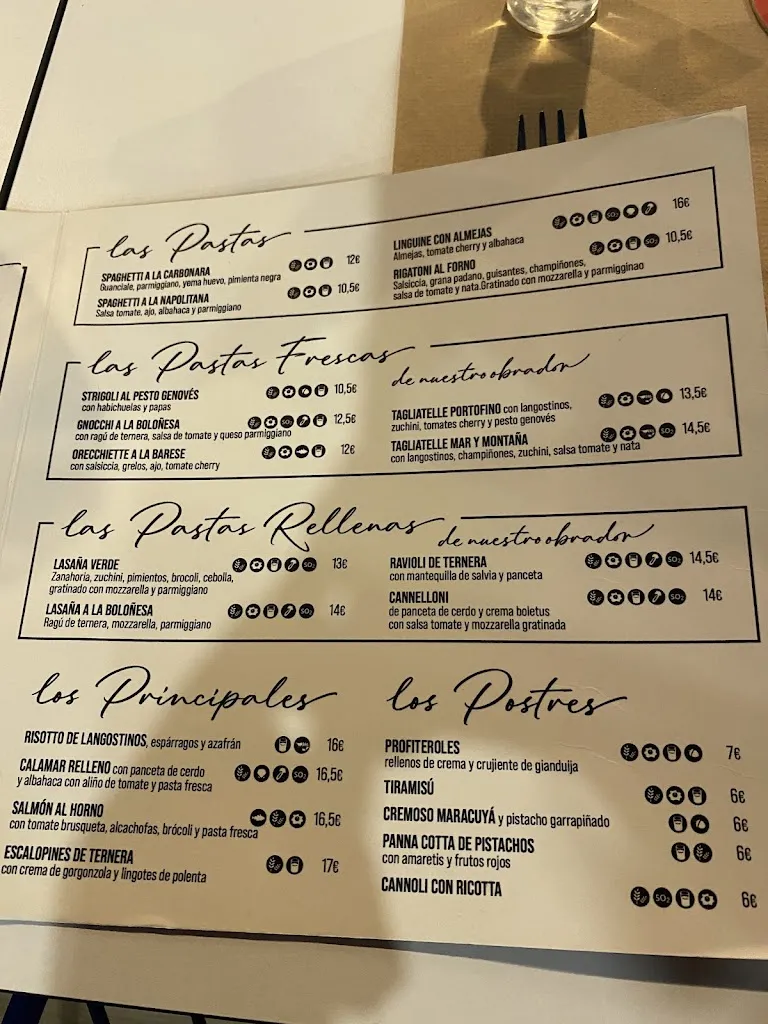 las Pastas
SPAGHETTI A LA CARBONARA 12€
Guanciale, parmiggiano, yema huevo, pimienta negra
SPAGHETTI A LA NAPOLITANA 10,5€
Salsa tomate, ajo, albahaca y parmiggiano
LINGUINE CON ALMEJAS SO2 16€
Almejas, tomate cherry y albahaca
RIGATONI AL FORNO SO2 10,5€
Salsiccia, grana padano, guisantes, champiñones,
salsa de tomate y nata.Gratinado con mozzarella y parmigginao
las Pastas Frescas
de nuestro obrador
STRIGOLI AL PESTO GENOVÉS 10,5€
con habichuelas y papas
GNOCCHI A LA BOLOÑESA SO2 12,5€
con ragú de ternera, salsa de tomate y queso parmiggiano
ORECCHIETTE A LA BARESE 12€
con salsiccia, grelos, ajo, tomate cherry
TAGLIATELLE PORTOFINO con langostinos, 13,5€
zuchini, tomates cherry y pesto genovés
TAGLIATELLE MAR Y MONTAÑA SO2 14,5€
con langostinos, champiñones, zuchini, salsa tomate y nata
las Pastas Rellenas
de nuestro obrador
LASAÑA VERDE SO2 13€
Zanahoria, zuchini, pimientos, brocoli, cebolla,
gratinado con mozzarella y parmiggiano
LASAÑA A LA BOLOÑESA SO2 14€
Ragú de ternera, mozzarella, parmiggiano
RAVIOLI DE TERNERA SO2 14,5€
con mantequilla de salvia y panceta
CANNELLONI SO2 14€
de panceta de cerdo y crema boletus
con salsa tomate y mozzarella gratinada
los Principales
RISOTTO DE LANGOSTINOS, espárragos y azafrán 16€
CALAMAR RELLENO con panceta de cerdo SO2 16,5€
y albahaca con aliño de tomate y pasta fresca
SALMÓN AL HORNO 16,5€
con tomate brusqueta, alcachofas, brócoli y pasta fresca
ESCALOPINES DE TERNERA 17€
con crema de gorgonzola y lingotes de polenta
los Postres
PROFITEROLES 7€
rellenos de crema y crujiente de gianduija
TIRAMISÚ 6€
CREMOSO MARACUYÁ y pistacho garrapiñado 6€
PANNA COTTA DE PISTACHOS 6€
con amaretis y frutos rojos
CANNOLI CON RICOTTA SO2 6€